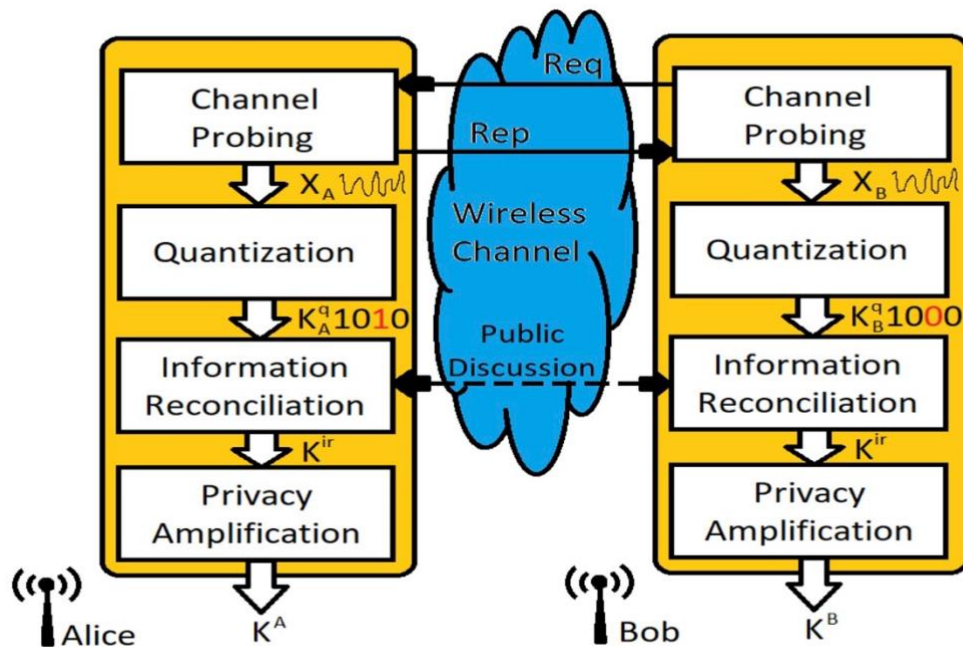 Channel
Probing
X_A
Quantization
K_A^q 1010
Information
Reconciliation
K^ir
Privacy
Amplification
K^A
Alice
Req
Rep
Wireless
Channel
Public
Discussion
Channel
Probing
X_B
Quantization
K_B^q 1000
Information
Reconciliation
K^ir
Privacy
Amplification
K^B
Bob